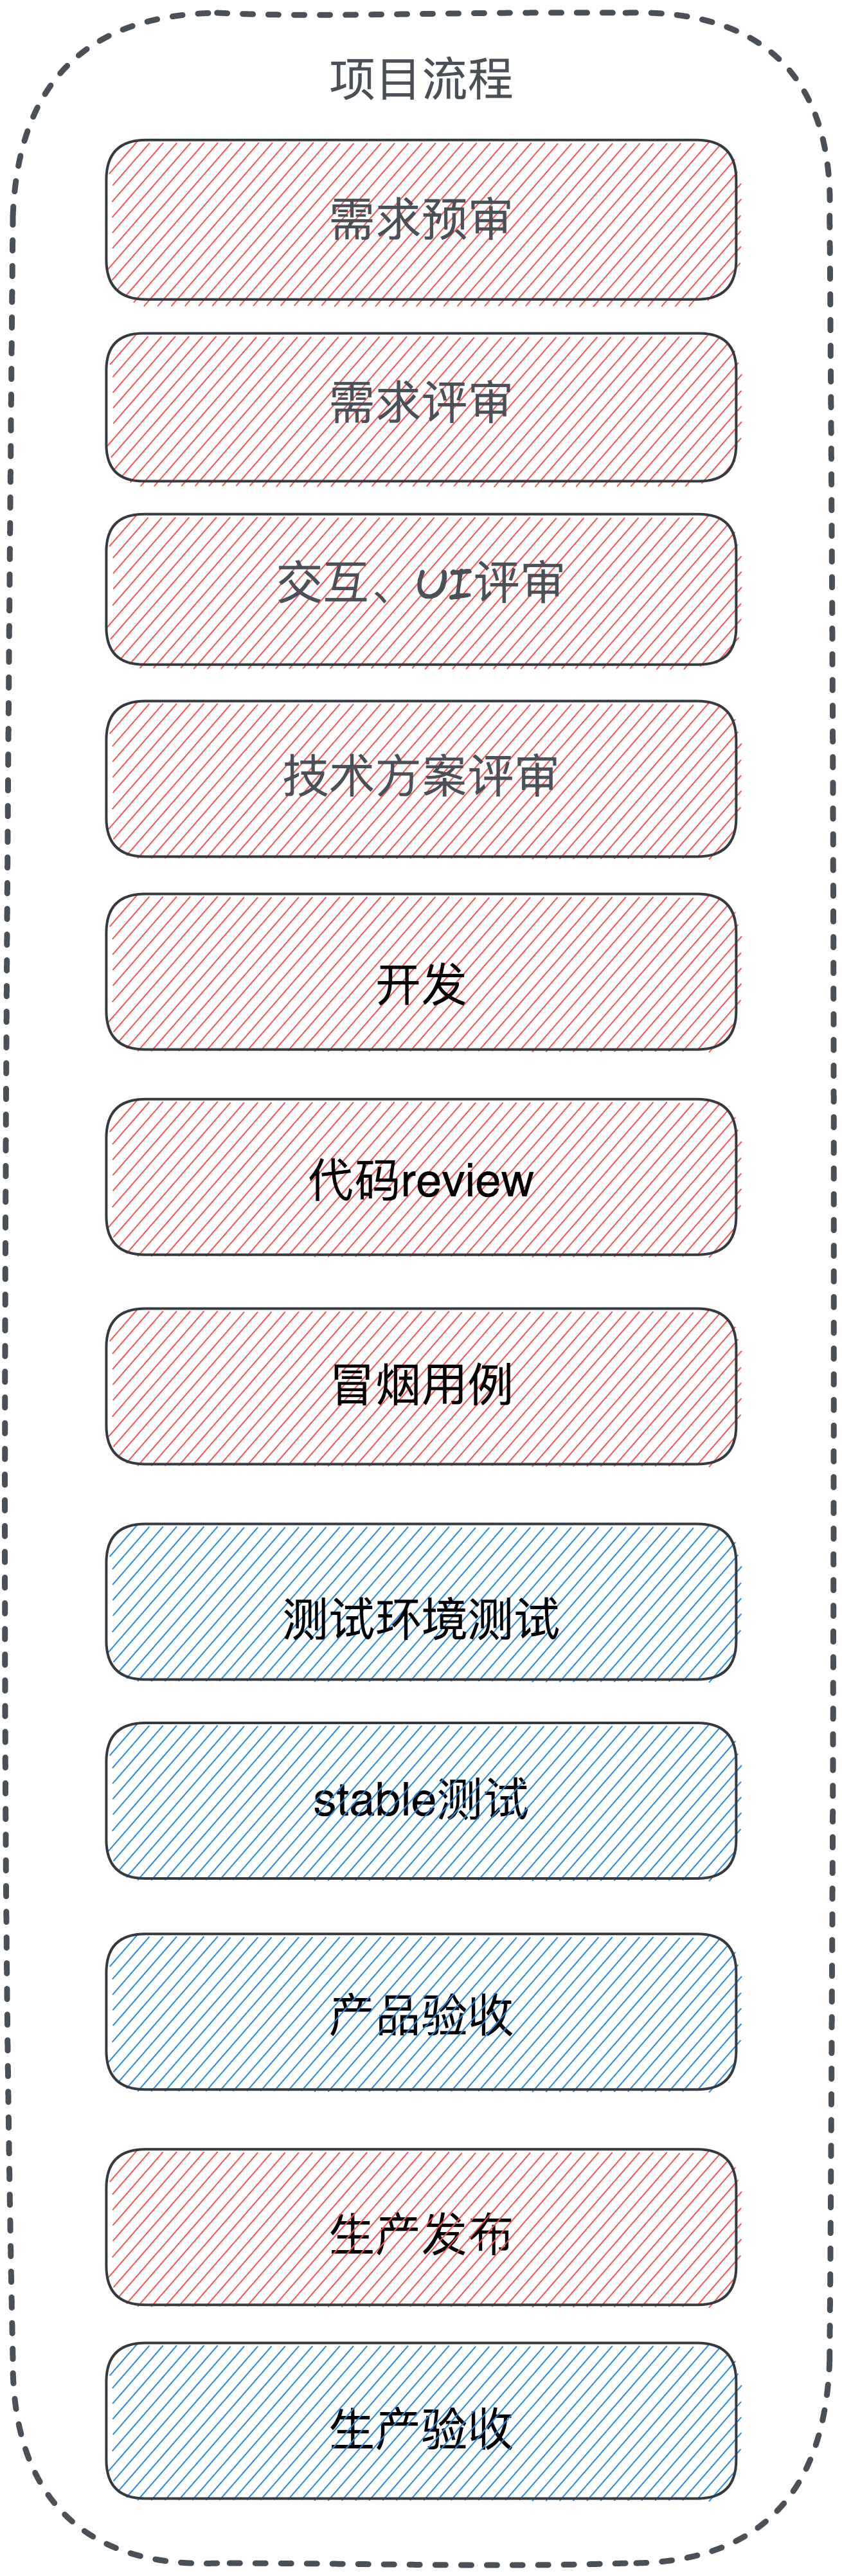 项目流程
需求预审
需求评审
交互、UI评审
技术方案评审
开发
代码review
冒烟用例
测试环境测试
stable测试
产品验收
生产发布
生产验收